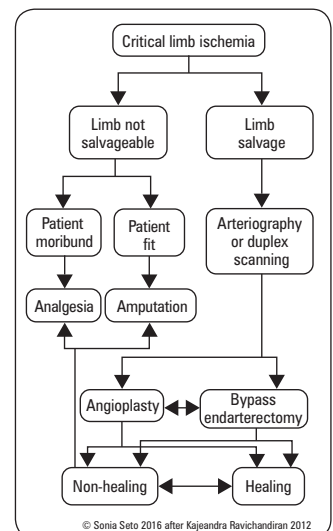 Critical limb ischemia
Limb not
salvageable
Limb
salvage
Patient
moribund
Patient
fit
Arteriography
or duplex
scanning
Analgesia
Amputation
Angioplasty
Bypass
endarterectomy
Non-healing
Healing
© Sonia Seto 2016 after Kajeandra Ravichandiran 2012